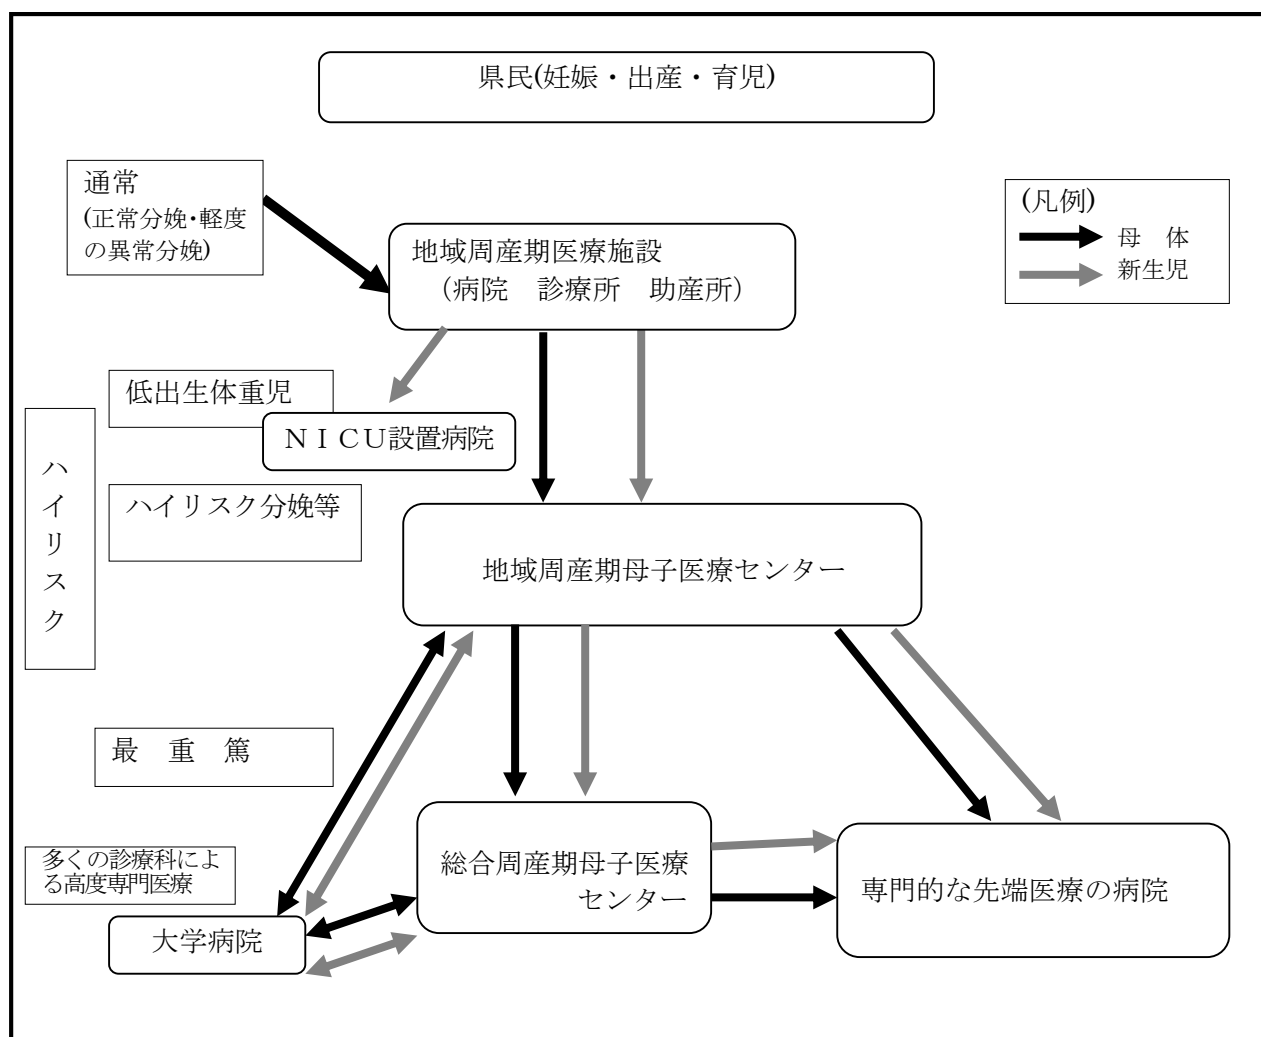 県民(妊娠・出産・育児)
通常
(正常分娩・軽度
の異常分娩)
(凡例)
母　体
新生児
地域周産期医療施設
（病院　診療所　助産所）
低出生体重児
ＮＩＣＵ設置病院
ハイリスク
ハイリスク分娩等
地域周産期母子医療センター
最　重　篤
多くの診療科によ
る高度専門医療
総合周産期母子医療
センター
専門的な先端医療の病院
大学病院